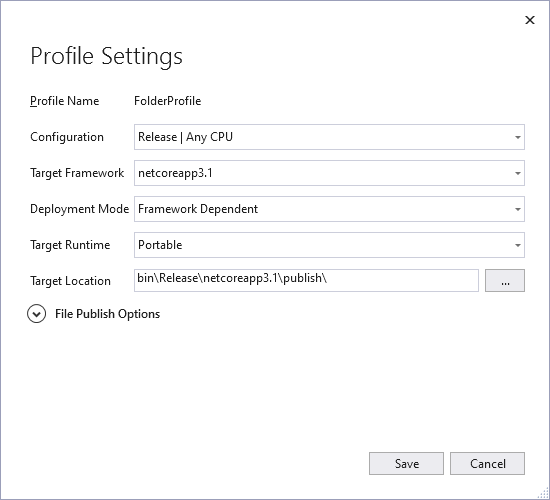 Profile Settings
Profile Name FolderProfile
Configuration Release | Any CPU
Target Framework netcoreapp3.1
Deployment Mode Framework Dependent
Target Runtime Portable
Target Location bin\Release\netcoreapp3.1\publish\ ...
File Publish Options
Save Cancel